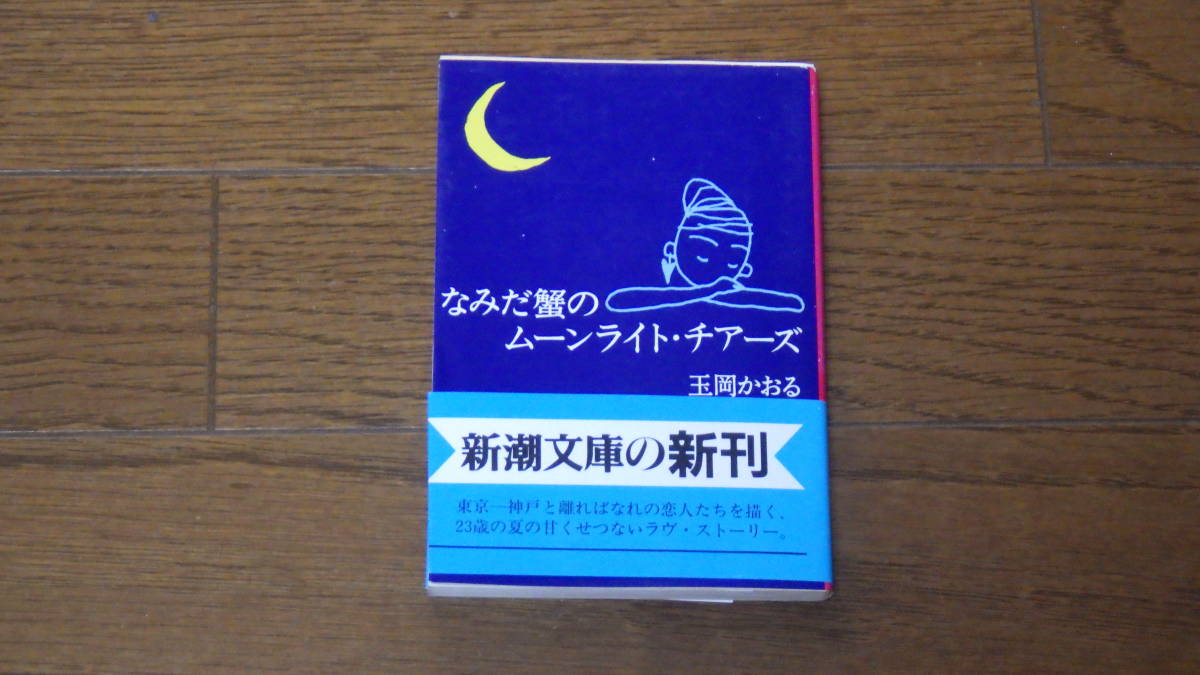 なみだ蟹の
ムーンライト・チアーズ
玉岡かおる
新潮文庫の新刊
東京―神戸と離ればなれの恋人たちを描く、
23歳の夏の甘くせつないラヴ・ストーリー。